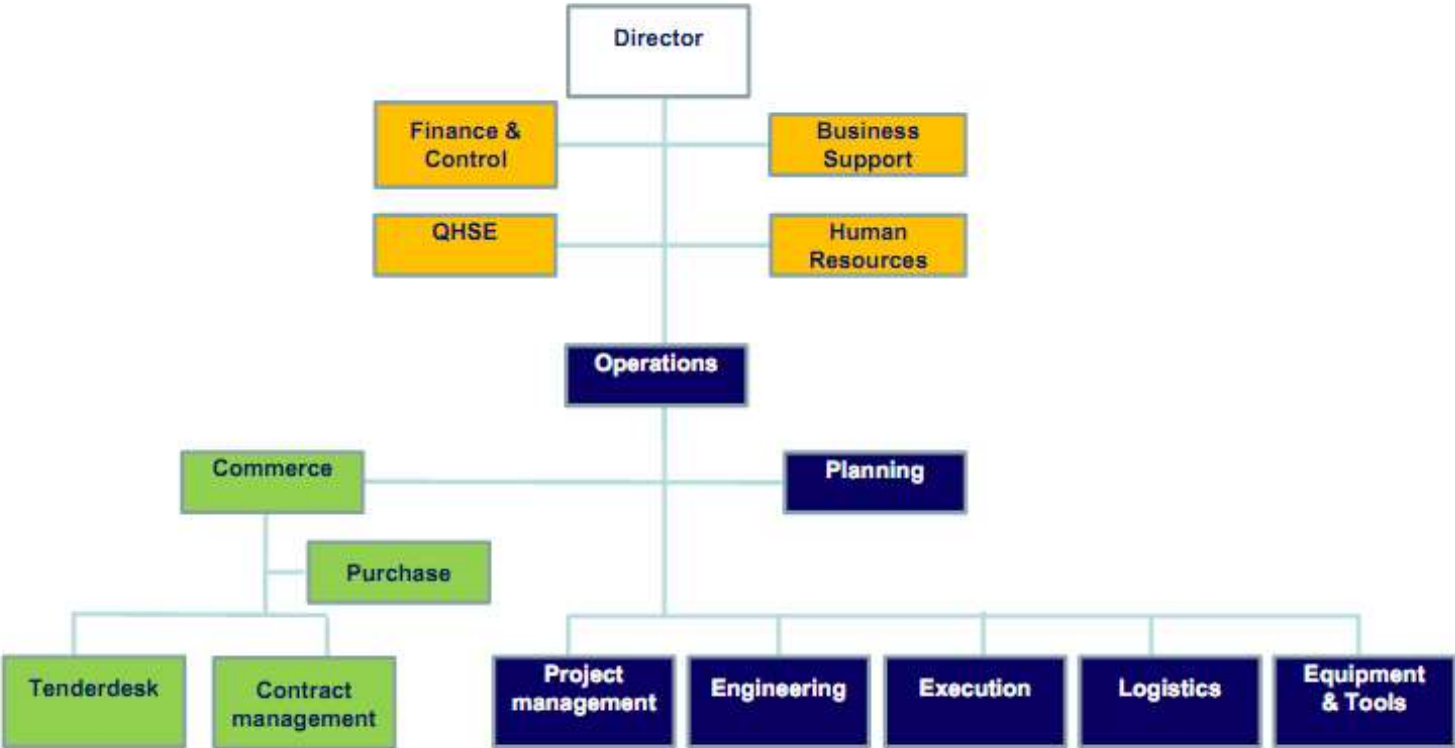 Director
Finance &
Control
Business
Support
QHSE
Human
Resources
Operations
Commerce
Planning
Purchase
Tenderdesk
Contract
management
Project
management
Engineering
Execution
Logistics
Equipment
& Tools